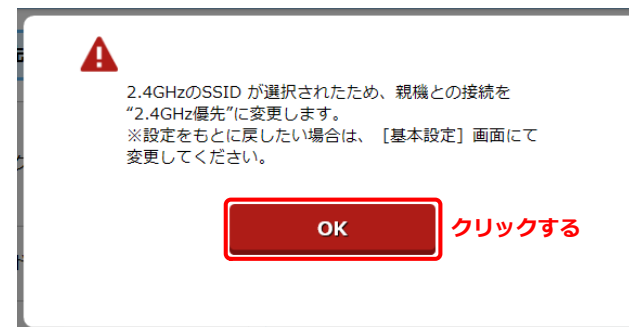 2.4GHzのSSID が選択されたため、親機との接続を
“2.4GHz優先”に変更します。
※設定をもとに戻したい場合は、［基本設定］画面にて
変更してください。
OK
クリックする